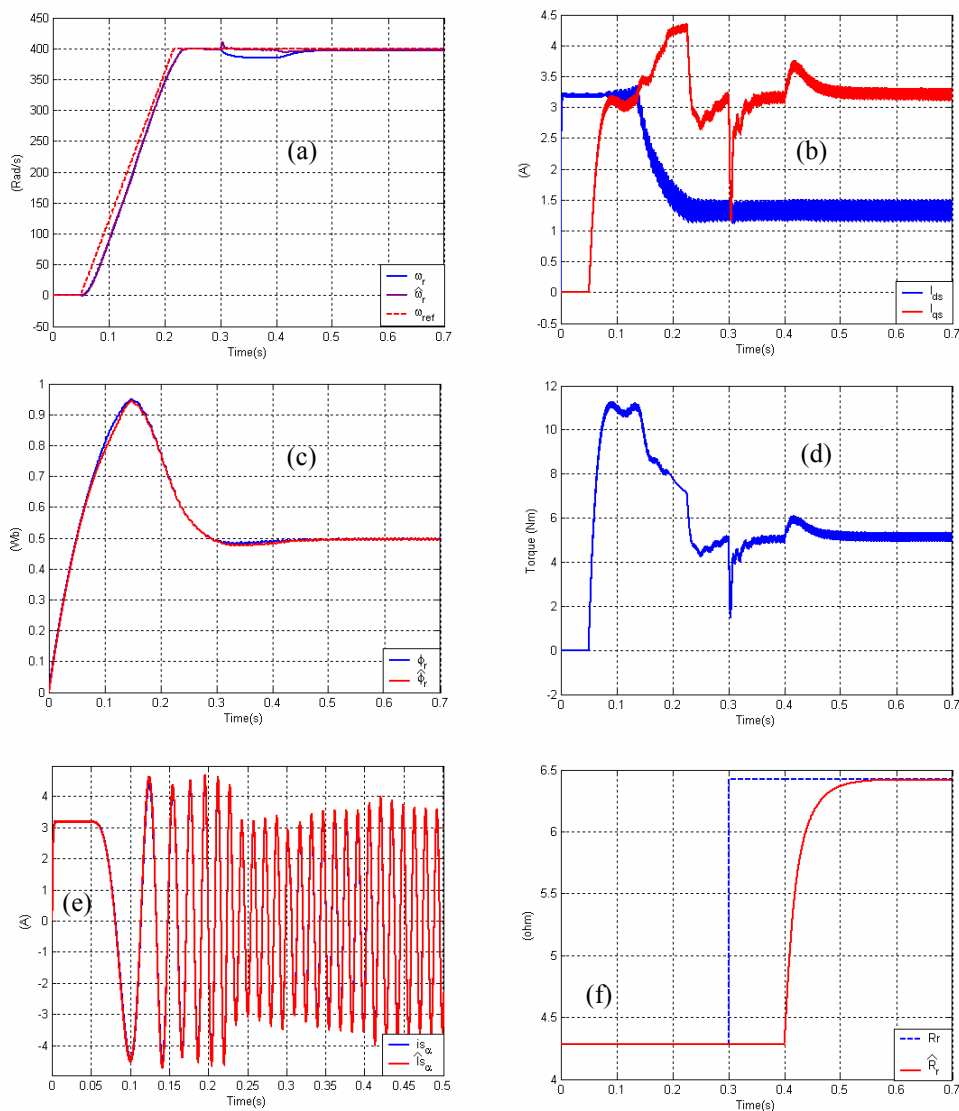 450
400
350
300
250
200
150
100
50
0
-50
(Rad/s)
(a)
ω_r
ω̂_r
ω_ref
0 0.1 0.2 0.3 0.4 0.5 0.6 0.7
Time(s)
4.5
4
3.5
3
2.5
2
1.5
1
0.5
0
-0.5
(A)
(b)
I_ds
I_qs
0 0.1 0.2 0.3 0.4 0.5 0.6 0.7
Time(s)
1
0.9
0.8
0.7
0.6
0.5
0.4
0.3
0.2
0.1
0
(Wb)
(c)
ϕ_r
ϕ̂_r
0 0.1 0.2 0.3 0.4 0.5 0.6 0.7
Time(s)
12
10
8
6
4
2
0
-2
Torque (Nm)
(d)
0 0.1 0.2 0.3 0.4 0.5 0.6 0.7
Time(s)
5
4
3
2
1
0
-1
-2
-3
-4
-5
(A)
(e)
is_α
îs_α
0 0.05 0.1 0.15 0.2 0.25 0.3 0.35 0.4 0.45 0.5
Time(s)
6.5
6
5.5
5
4.5
4
(ohm)
(f)
Rr
R̂_r
0 0.1 0.2 0.3 0.4 0.5 0.6 0.7
Time(s)